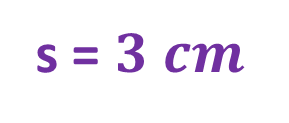 s = 3 cm